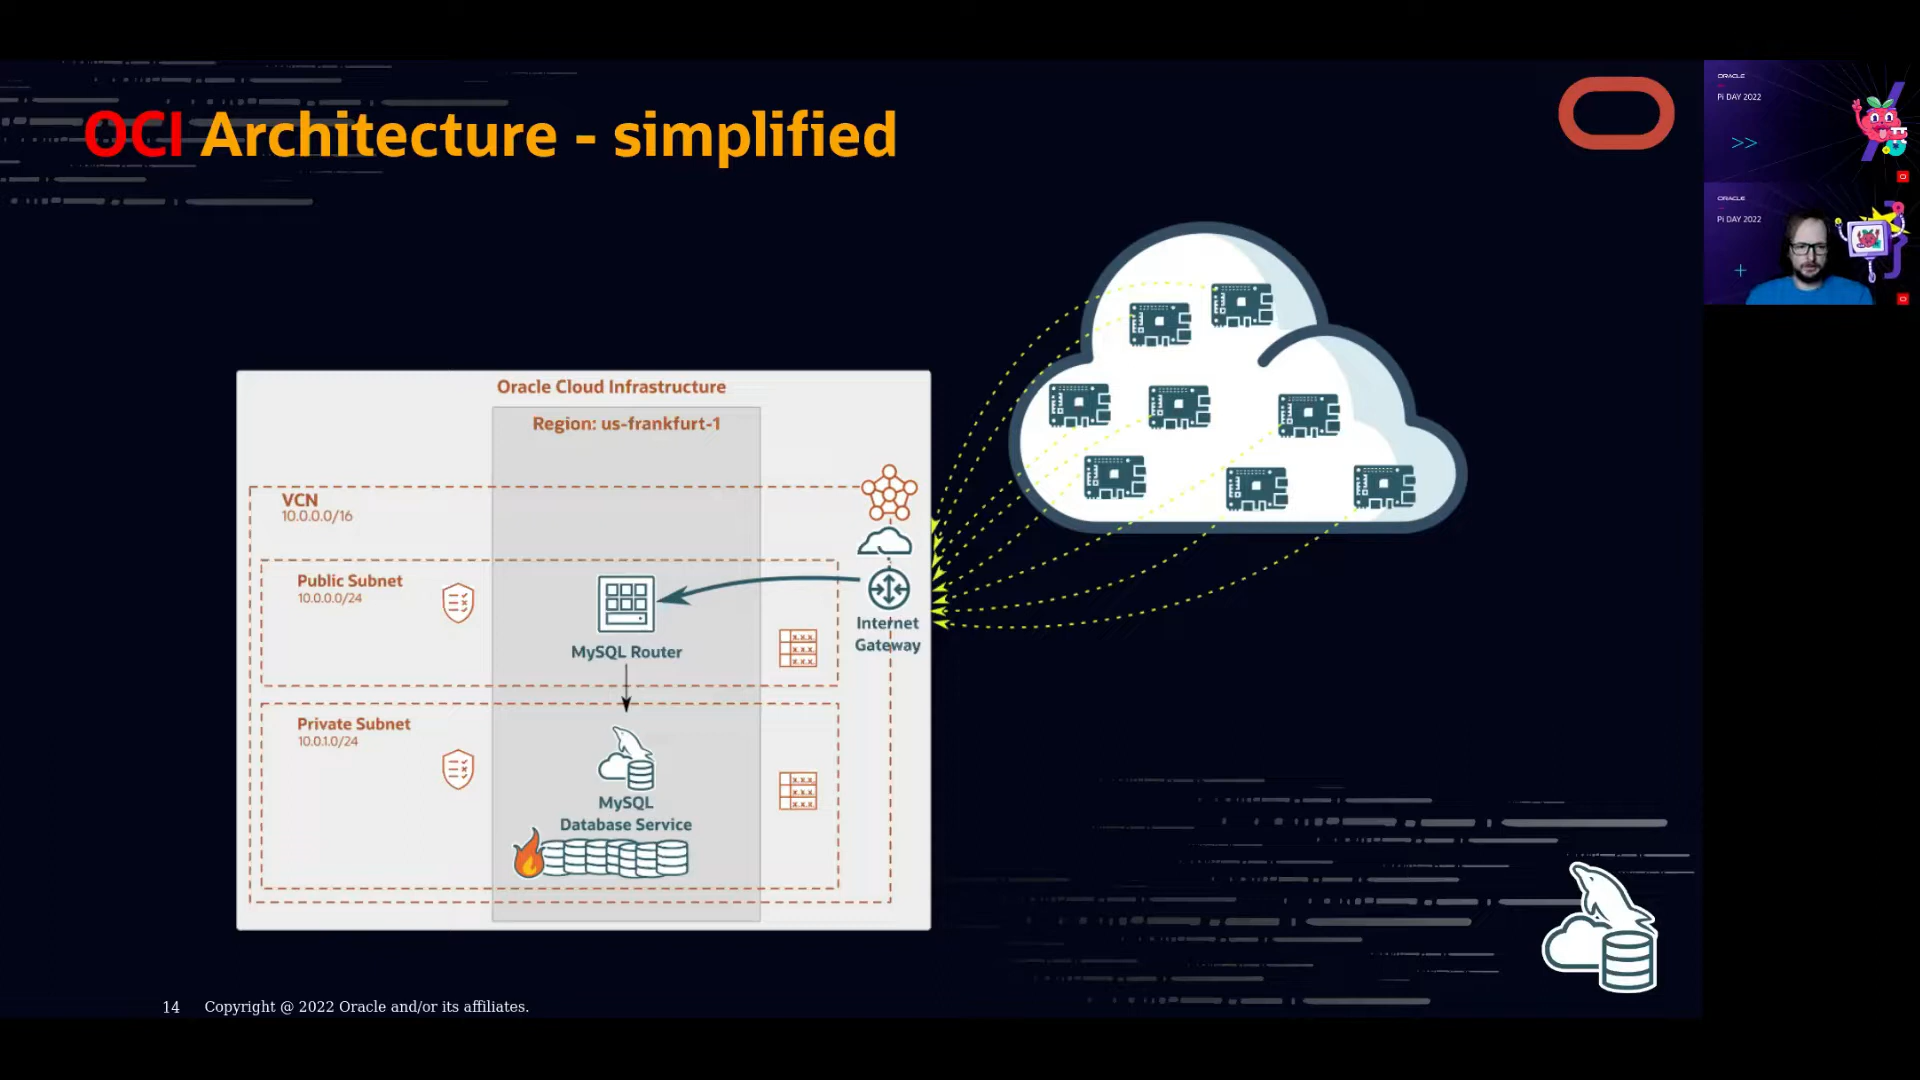 OCI Architecture - simplified
Oracle Cloud Infrastructure
Region: us-frankfurt-1
VCN
10.0.0.0/16
Public Subnet
10.0.0.0/24
MySQL Router
Internet
Gateway
Private Subnet
10.0.1.0/24
MySQL
Database Service
14 Copyright @ 2022 Oracle and/or its affiliates.
ORACLE
Pi DAY 2022
>>
ORACLE
Pi DAY 2022
+